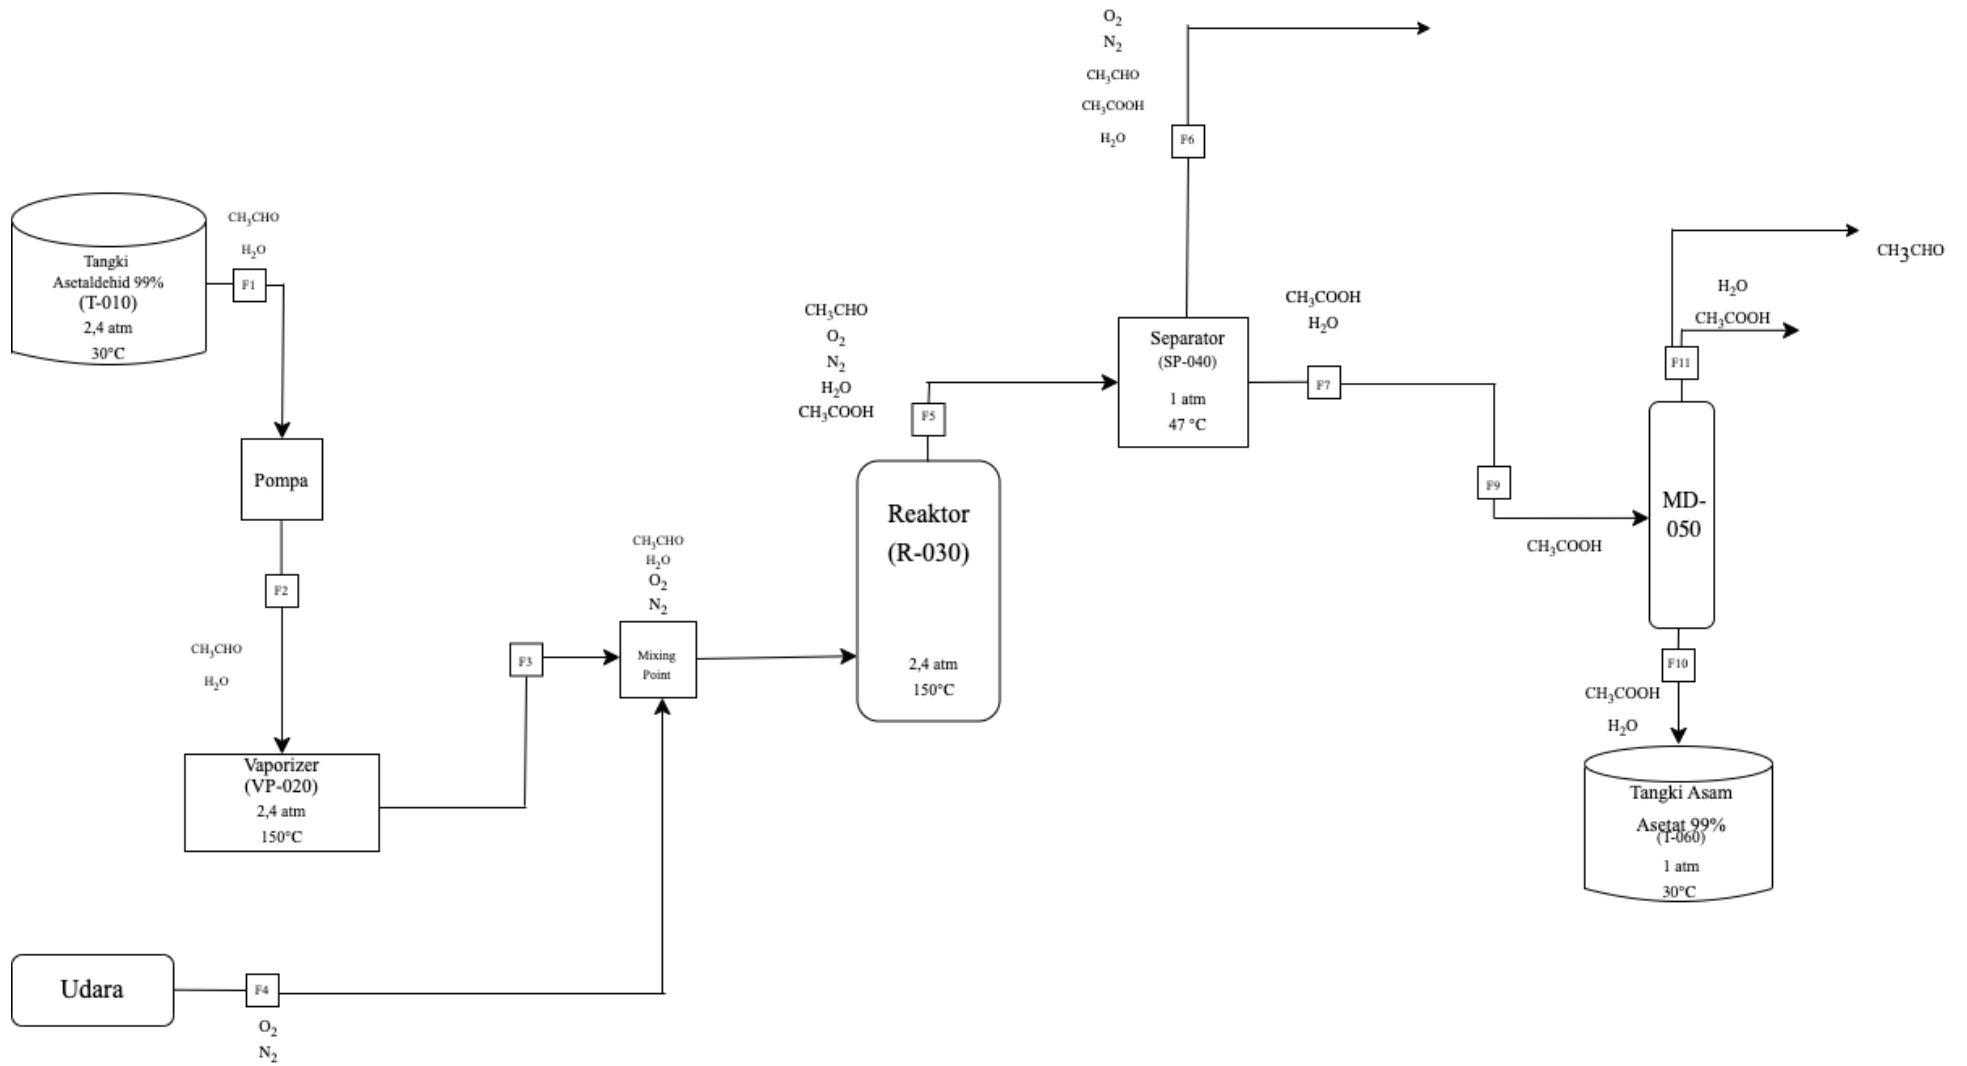 O₂
N₂
CH₃CHO
CH₃COOH
H₂O
F6
CH₃CHO
H₂O
F1
Tangki
Asetaldehid 99%
(T-010)
2,4 atm
30°C
Pompa
F2
CH₃CHO
H₂O
Vaporizer
(VP-020)
2,4 atm
150°C
F3
Udara
F4
O₂
N₂
CH₃CHO
H₂O
O₂
N₂
Mixing
Point
CH₃CHO
O₂
N₂
H₂O
CH₃COOH
F5
Reaktor
(R-030)
2,4 atm
150°C
Separator
(SP-040)
1 atm
47 °C
CH₃COOH
H₂O
F7
F9
CH₃COOH
CH3CHO
H₂O
CH₃COOH
F11
MD-
050
F10
CH₃COOH
H₂O
Tangki Asam
Asetat 99%
(T-060)
1 atm
30°C